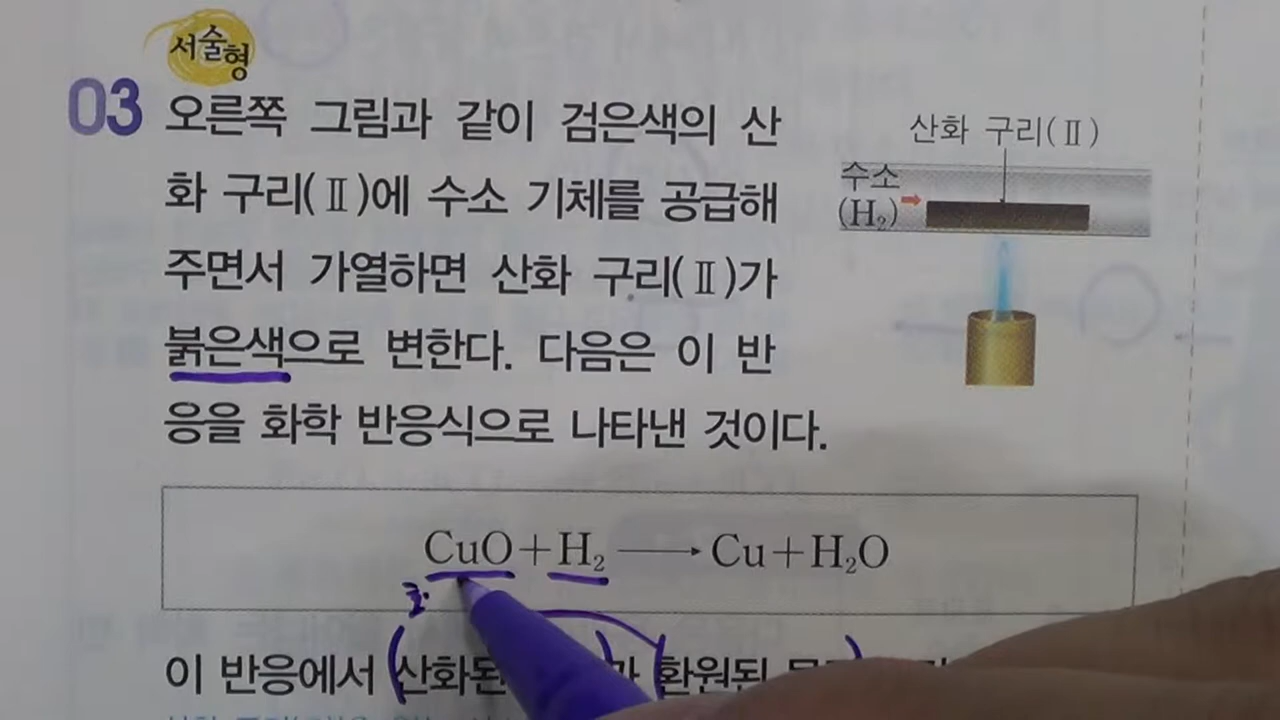 서술형
03 오른쪽 그림과 같이 검은색의 산
화 구리(Ⅱ)에 수소 기체를 공급해
주면서 가열하면 산화 구리(Ⅱ)가
붉은색으로 변한다. 다음은 이 반
응을 화학 반응식으로 나타낸 것이다.
산화 구리(Ⅱ)
수소
(H₂)
CuO+H₂ → Cu+H₂O
이 반응에서 (산화된 )과 (환원된